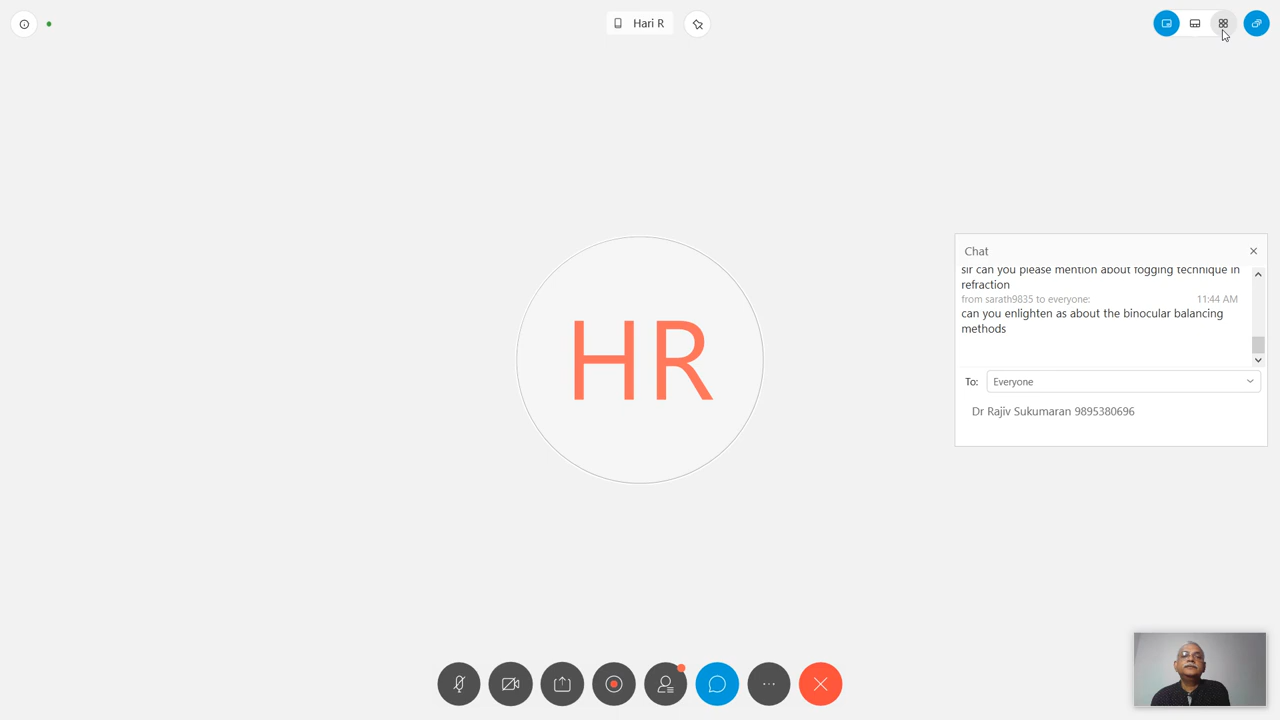 Hari R
HR
Chat
sir can you please mention about fogging technique in
refraction
from sarath9835 to everyone:
11:44 AM
can you enlighten as about the binocular balancing
methods
To:
Everyone
Dr Rajiv Sukumaran 9895380696